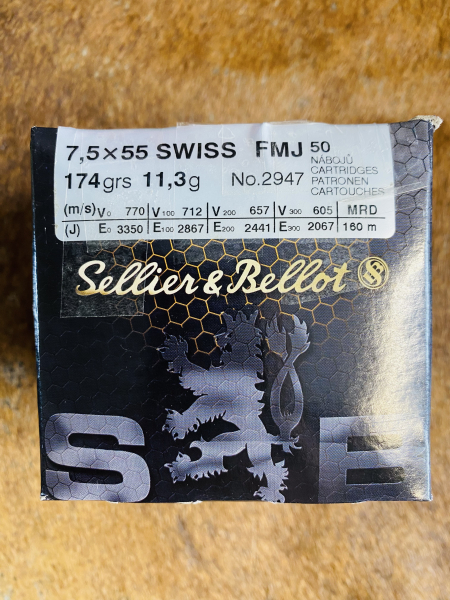 7,5×55 SWISS FMJ 50
NÁBOJŮ
CARTRIDGES
174grs 11,3g No.2947 PATRONEN
CARTOUCHES
(m/s) V0 770 V100 712 V200 657 V300 605 MRD
(J) E0 3350 E100 2867 E200 2441 E300 2067 160 m
Sellier & Bellot SB
S E